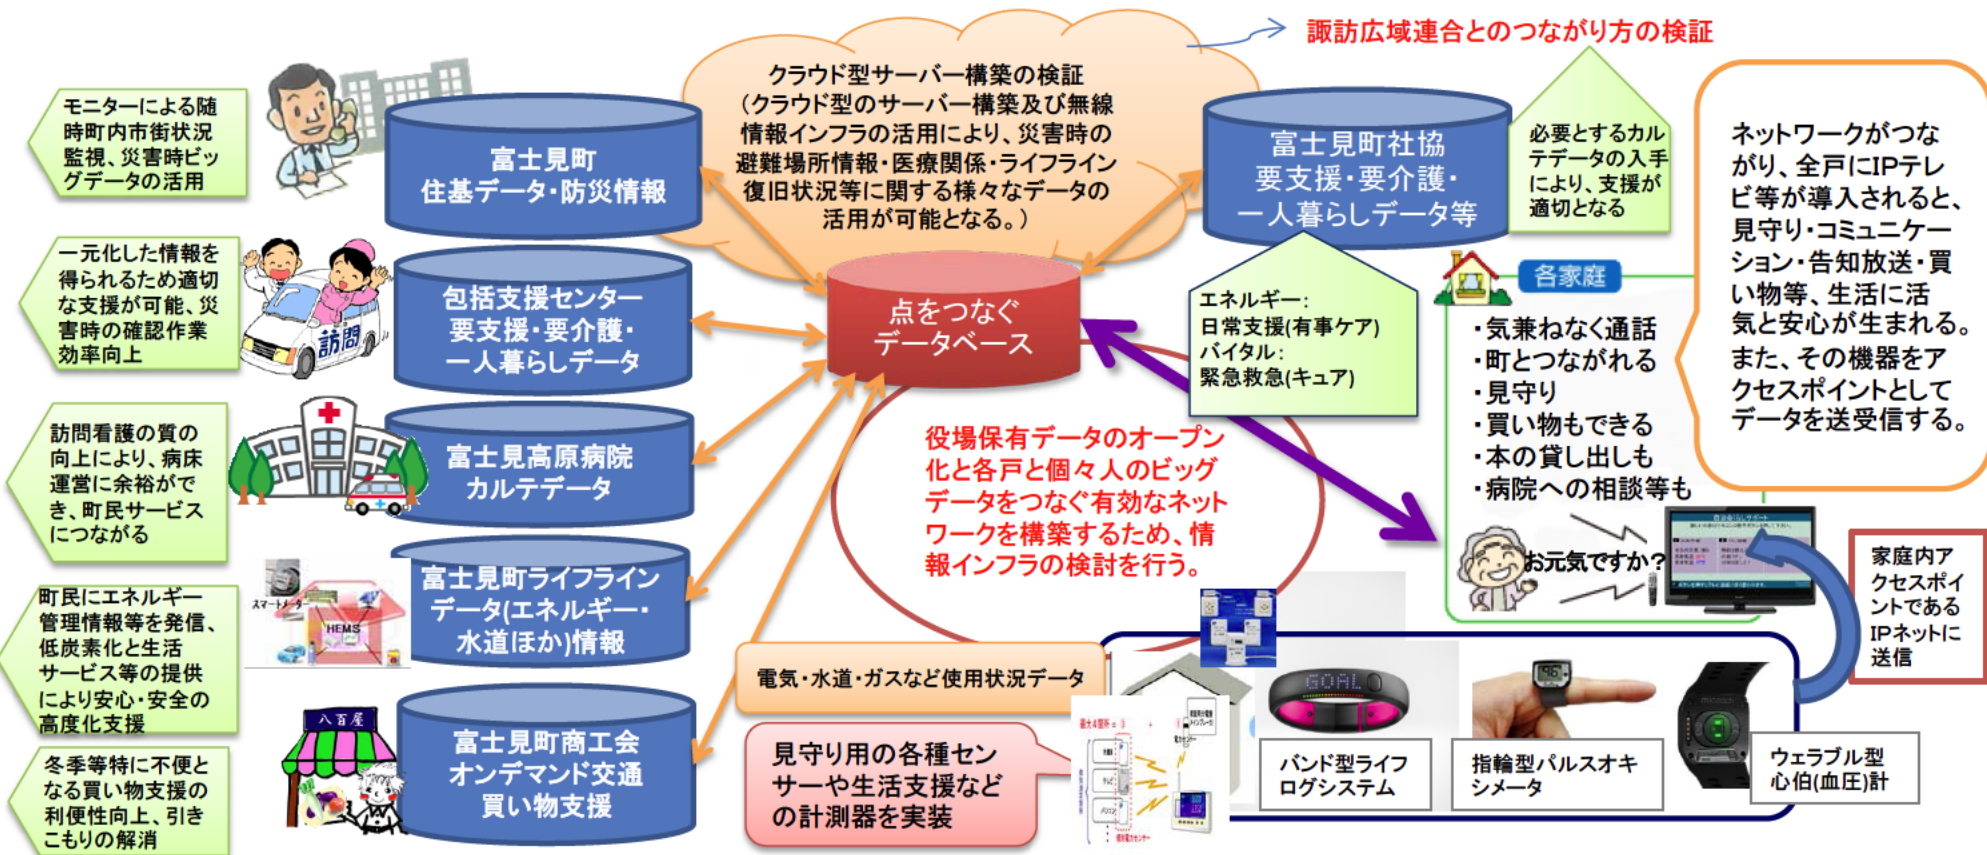 諏訪広域連合とのつながり方の検証
クラウド型サーバー構築の検証
（クラウド型のサーバー構築及び無線
情報インフラの活用により、災害時の
避難場所情報・医療関係・ライフライン
復旧状況等に関する様々なデータの
活用が可能となる。）
モニターによる随
時町内市街状況
監視、災害時ビッ
グデータの活用
富士見町
住基データ・防災情報
富士見町社協
要支援・要介護・
一人暮らしデータ等
必要とするカル
テデータの入手
により、支援が
適切となる
ネットワークがつな
がり、全戸にIPテレ
ビ等が導入されると、
見守り・コミュニケー
ション・告知放送・買
い物等、生活に活
気と安心が生まれる。
また、その機器をア
クセスポイントとして
データを送受信する。
一元化した情報を
得られるため適切
な支援が可能、災
害時の確認作業
効率向上
訪問
包括支援センター
要支援・要介護・
一人暮らしデータ
点をつなぐ
データベース
エネルギー：
日常支援(有事ケア)
バイタル：
緊急救急(キュア)
各家庭
・気兼ねなく通話
・町とつながれる
・見守り
・買い物もできる
・本の貸し出しも
・病院への相談等も
お元気ですか？
訪問看護の質の
向上により、病床
運営に余裕がで
き、町民サービス
につながる
富士見高原病院
カルテデータ
役場保有データのオープン
化と各戸と個々人のビッグ
データをつなぐ有効なネット
ワークを構築するため、情
報インフラの検討を行う。
家庭内ア
クセスポイ
ントである
IPネットに
送信
町民にエネルギー
管理情報等を発信、
低炭素化と生活
サービス等の提供
により安心・安全の
高度化支援
スマートメーター
HEMS
富士見町ライフライン
データ(エネルギー・
水道ほか)情報
電気・水道・ガスなど使用状況データ
冬季等特に不便と
なる買い物支援の
利便性向上、引き
こもりの解消
八百屋
富士見町商工会
オンデマンド交通
買い物支援
見守り用の各種セン
サーや生活支援など
の計測器を実装
GOAL
バンド型ライフ
ログシステム
指輪型パルスオキ
シメータ
micoach
ウェラブル型
心伯(血圧)計